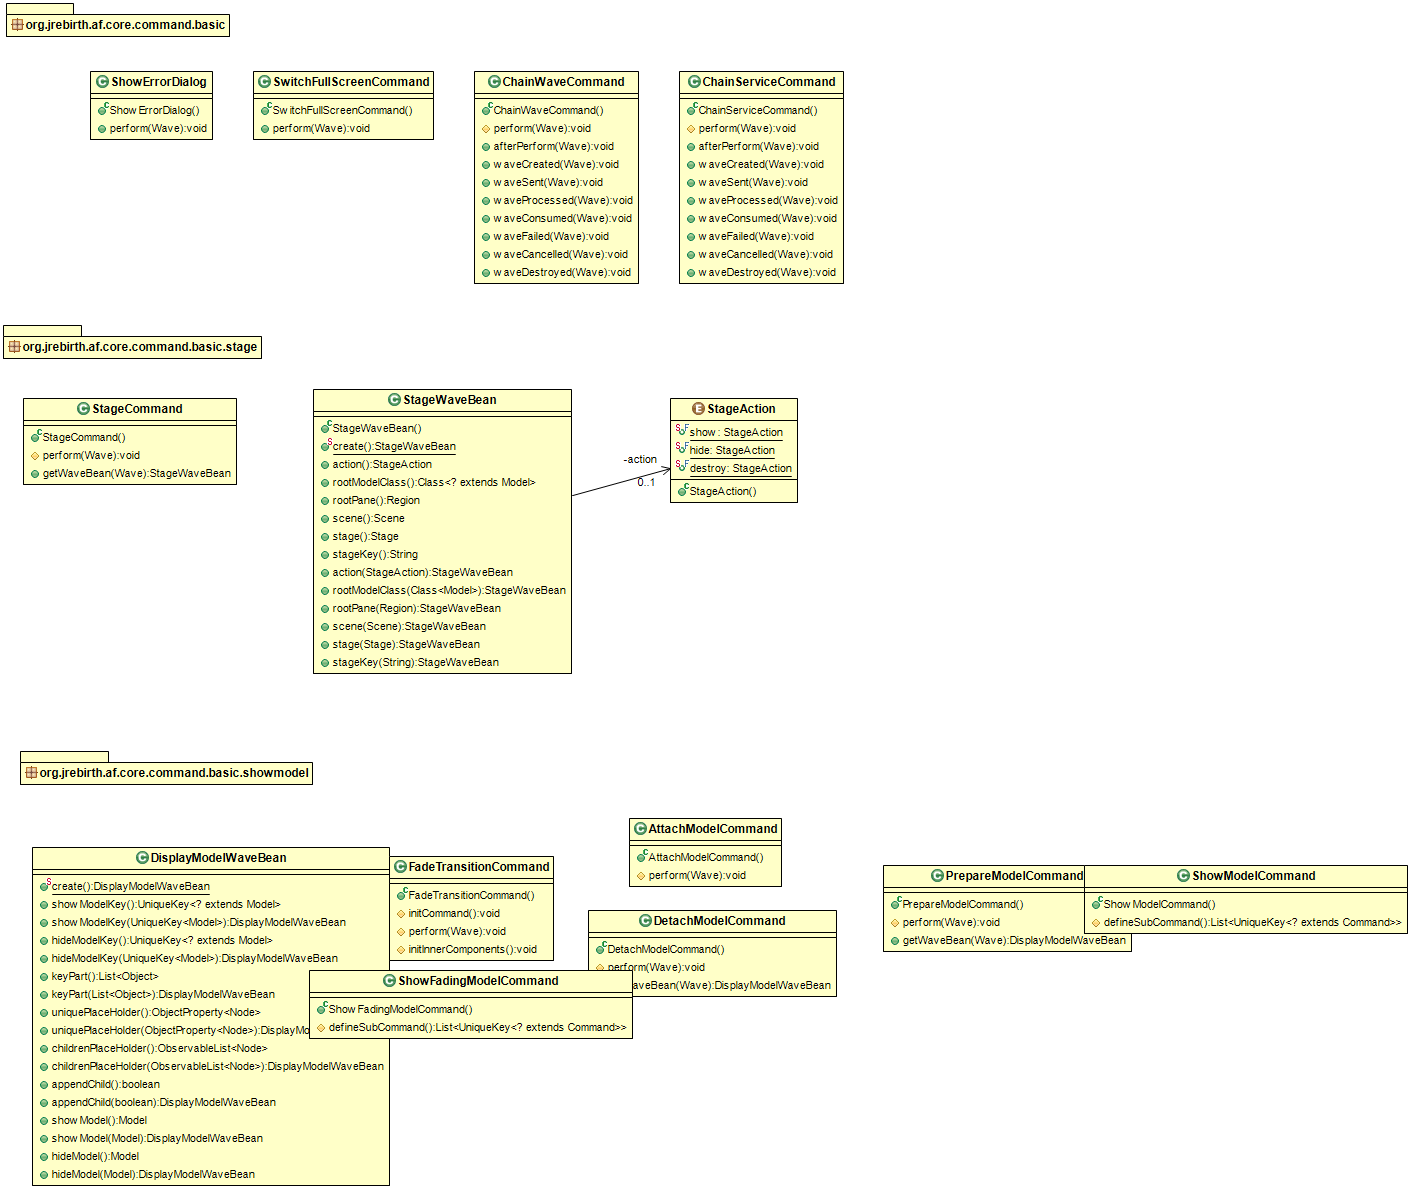 org.jrebirth.af.core.command.basic
ShowErrorDialog
ShowErrorDialog()
perform(Wave):void
SwitchFullScreenCommand
SwitchFullScreenCommand()
perform(Wave):void
ChainWaveCommand
ChainWaveCommand()
perform(Wave):void
afterPerform(Wave):void
waveCreated(Wave):void
waveSent(Wave):void
waveProcessed(Wave):void
waveConsumed(Wave):void
waveFailed(Wave):void
waveCancelled(Wave):void
waveDestroyed(Wave):void
ChainServiceCommand
ChainServiceCommand()
perform(Wave):void
afterPerform(Wave):void
waveCreated(Wave):void
waveSent(Wave):void
waveProcessed(Wave):void
waveConsumed(Wave):void
waveFailed(Wave):void
waveCancelled(Wave):void
waveDestroyed(Wave):void
org.jrebirth.af.core.command.basic.stage
StageCommand
StageCommand()
perform(Wave):void
getWaveBean(Wave):StageWaveBean
StageWaveBean
StageWaveBean()
create():StageWaveBean
action():StageAction
rootModelClass():Class<? extends Model>
rootPane():Region
scene():Scene
stage():Stage
stageKey():String
action(StageAction):StageWaveBean
rootModelClass(Class<Model>):StageWaveBean
rootPane(Region):StageWaveBean
scene(Scene):StageWaveBean
stage(Stage):StageWaveBean
stageKey(String):StageWaveBean
-action
0..1
StageAction
show: StageAction
hide: StageAction
destroy: StageAction
StageAction()
org.jrebirth.af.core.command.basic.showmodel
DisplayModelWaveBean
create():DisplayModelWaveBean
showModelKey():UniqueKey<? extends Model>
showModelKey(UniqueKey<Model>):DisplayModelWaveBean
hideModelKey():UniqueKey<? extends Model>
hideModelKey(UniqueKey<Model>):DisplayModelWaveBean
keyPart():List<Object>
keyPart(List<Object>):DisplayModelWaveBean
uniquePlaceHolder():ObjectProperty<Node>
uniquePlaceHolder(ObjectProperty<Node>):DisplayMo
childrenPlaceHolder():ObservableList<Node>
childrenPlaceHolder(ObservableList<Node>):DisplayModelWaveBean
appendChild():boolean
appendChild(boolean):DisplayModelWaveBean
showModel():Model
showModel(Model):DisplayModelWaveBean
hideModel():Model
hideModel(Model):DisplayModelWaveBean
FadeTransitionCommand
FadeTransitionCommand()
initCommand():void
perform(Wave):void
initInnerComponents():void
ShowFadingModelCommand
ShowFadingModelCommand()
defineSubCommand():List<UniqueKey<? extends Command>>
AttachModelCommand
AttachModelCommand()
perform(Wave):void
DetachModelCommand
DetachModelCommand()
perform(Wave):void
aveBean(Wave):DisplayModelWaveBean
PrepareModelCommand
PrepareModelCommand()
perform(Wave):void
getWaveBean(Wave):DisplayModelWaveBean
ShowModelCommand
ShowModelCommand()
defineSubCommand():List<UniqueKey<? extends Command>>